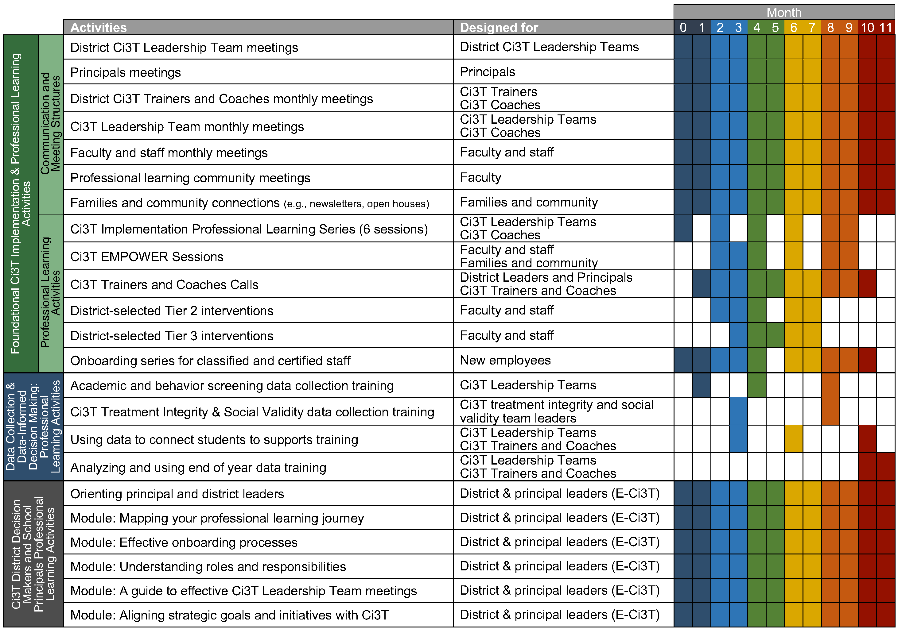 Month
Activities Designed for 0 1 2 3 4 5 6 7 8 9 10 11
Foundational Ci3T Implementation & Professional Learning
Activities
Communication and
Meeting Structures
District Ci3T Leadership Team meetings District Ci3T Leadership Teams
Principals meetings Principals
District Ci3T Trainers and Coaches monthly meetings Ci3T Trainers
Ci3T Coaches
Ci3T Leadership Team monthly meetings Ci3T Leadership Teams
Ci3T Coaches
Faculty and staff monthly meetings Faculty and staff
Professional learning community meetings Faculty
Families and community connections (e.g., newsletters, open houses) Families and community
Professional Learning
Activities
Ci3T Implementation Professional Learning Series (6 sessions) Ci3T Leadership Teams
Ci3T Coaches
Ci3T EMPOWER Sessions Faculty and staff
Families and community
Ci3T Trainers and Coaches Calls District Leaders and Principals
Ci3T Trainers and Coaches
District-selected Tier 2 interventions Faculty and staff
District-selected Tier 3 interventions Faculty and staff
Onboarding series for classified and certified staff New employees
Data Collection &
Data-Informed
Decision Making:
Professional
Learning Activities
Academic and behavior screening data collection training Ci3T Leadership Teams
Ci3T Treatment Integrity & Social Validity data collection training Ci3T treatment integrity and social
validity team leaders
Using data to connect students to supports training Ci3T Leadership Teams
Ci3T Trainers and Coaches
Analyzing and using end of year data training Ci3T Leadership Teams
Ci3T Trainers and Coaches
Ci3T District Decision
Makers and School
Principals Professional
Learning Activities
Orienting principal and district leaders District & principal leaders (E-Ci3T)
Module: Mapping your professional learning journey District & principal leaders (E-Ci3T)
Module: Effective onboarding processes District & principal leaders (E-Ci3T)
Module: Understanding roles and responsibilities District & principal leaders (E-Ci3T)
Module: A guide to effective Ci3T Leadership Team meetings District & principal leaders (E-Ci3T)
Module: Aligning strategic goals and initiatives with Ci3T District & principal leaders (E-Ci3T)